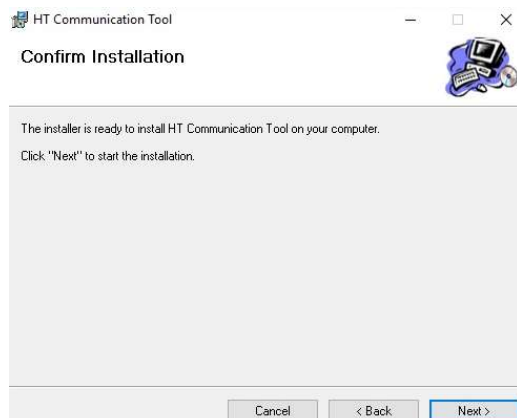 HT Communication Tool
Confirm Installation
The installer is ready to install HT Communication Tool on your computer.
Click "Next" to start the installation.
Cancel
< Back
Next >